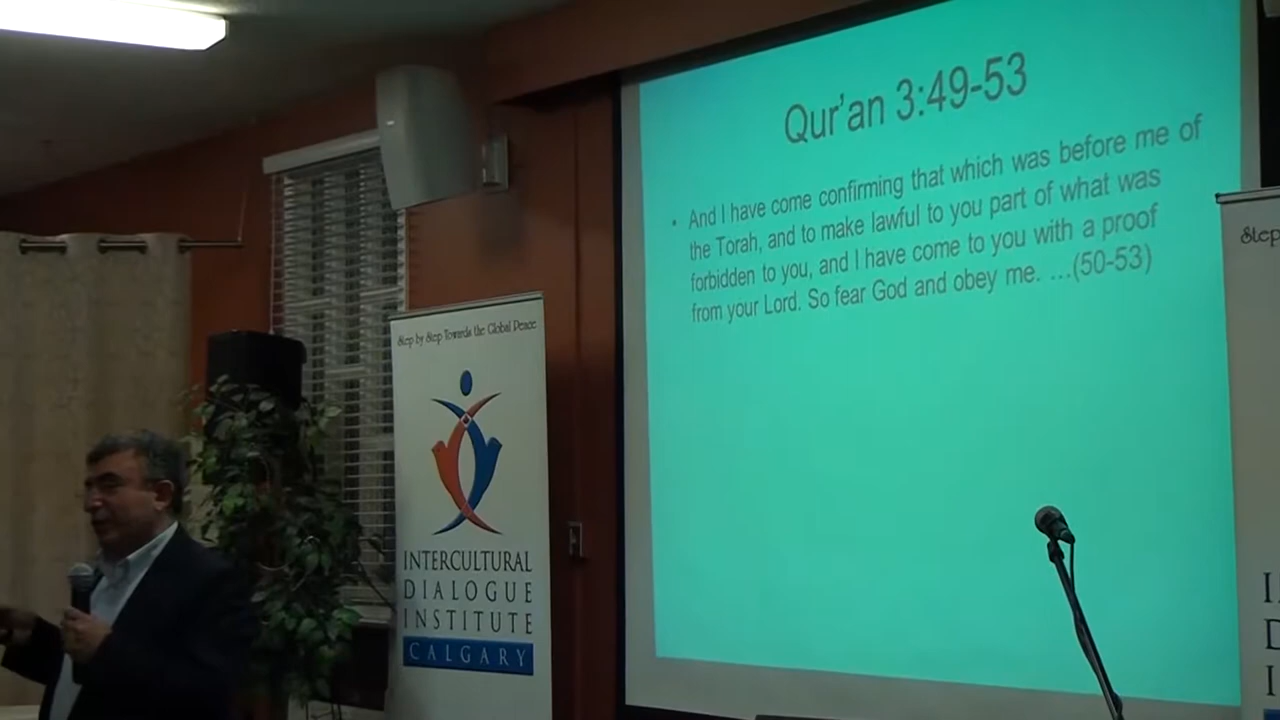 Qur'an 3:49-53
• And I have come confirming that which was before me of
the Torah, and to make lawful to you part of what was
forbidden to you, and I have come to you with a proof
from your Lord. So fear God and obey me. …(50-53)
Step by Step Towards the Global Peace
INTERCULTURAL
DIALOGUE
INSTITUTE
CALGARY
Step
I
D
I